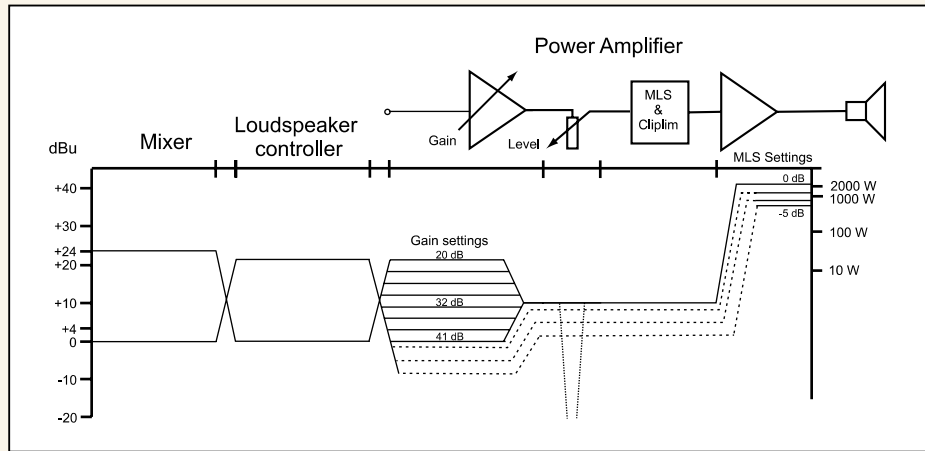 Power Amplifier
MLS
&
Cliplim
Gain
Level
Mixer
Loudspeaker
controller
dBu
MLS Settings
+40
+30
+24
+20
+10
+4
0
-10
-20
Gain settings
20 dB
32 dB
41 dB
0 dB
-5 dB
2000 W
1000 W
100 W
10 W